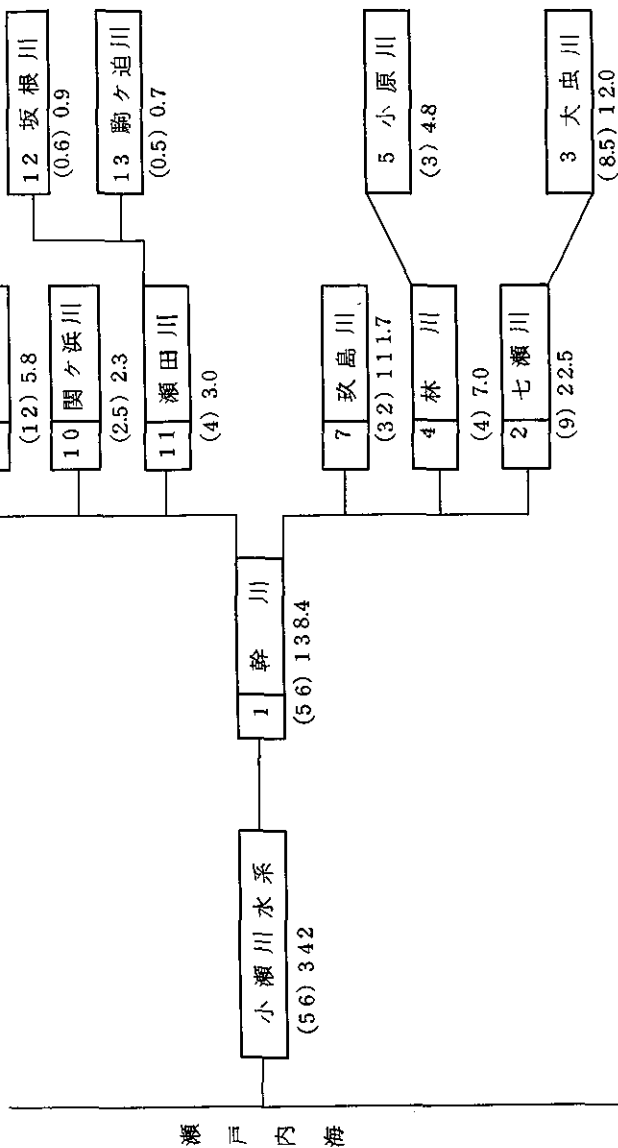 瀬戸内海
小瀬川水系
(56) 342
1 幹川
(56) 138.4
(12) 5.8
10 関ケ浜川
(2.5) 2.3
11 瀬田川
(4) 3.0
12 坂根川
(0.6) 0.9
13 駒ケ迫川
(0.5) 0.7
7 玖島川
(32) 111.7
4 林川
(4) 7.0
5 小原川
(3) 4.8
2 七瀬川
(9) 22.5
3 大虫川
(8.5) 12.0